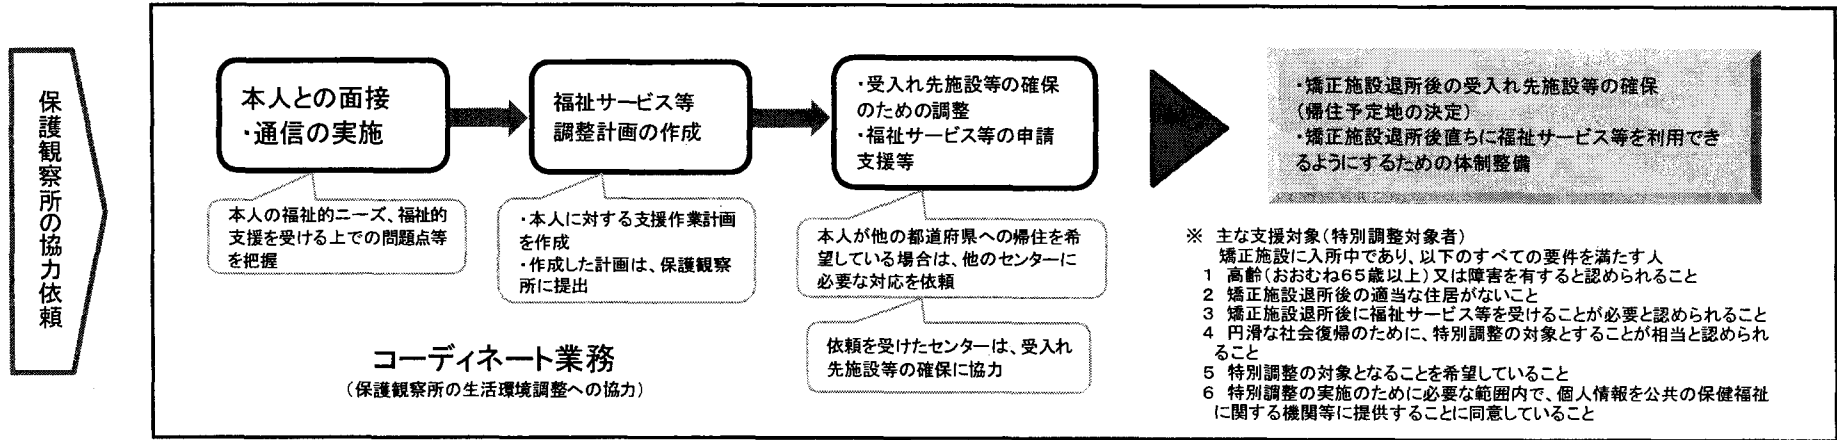 保護観察所の協力依頼
本人との面接
・通信の実施
福祉サービス等
調整計画の作成
・受入れ先施設等の確保
のための調整
・福祉サービス等の申請
支援等
・矯正施設退所後の受入れ先施設等の確保
(帰住予定地の決定)
・矯正施設退所後直ちに福祉サービス等を利用でき
るようにするための体制整備
本人の福祉的ニーズ、福祉的
支援を受ける上での問題点等
を把握
・本人に対する支援作業計画
を作成
・作成した計画は、保護観察
所に提出
本人が他の都道府県への帰住を希
望している場合は、他のセンターに
必要な対応を依頼
依頼を受けたセンターは、受入れ
先施設等の確保に協力
コーディネート業務
(保護観察所の生活環境調整への協力)
※ 主な支援対象(特別調整対象者)
矯正施設に入所中であり、以下のすべての要件を満たす人
1 高齢(おおむね65歳以上)又は障害を有すると認められること
2 矯正施設退所後の適当な住居がないこと
3 矯正施設退所後に福祉サービス等を受けることが必要と認められること
4 円滑な社会復帰のために、特別調整の対象とすることが相当と認められ
ること
5 特別調整の対象となることを希望していること
6 特別調整の実施のために必要な範囲内で、個人情報を公共の保健福祉
に関する機関等に提供することに同意していること